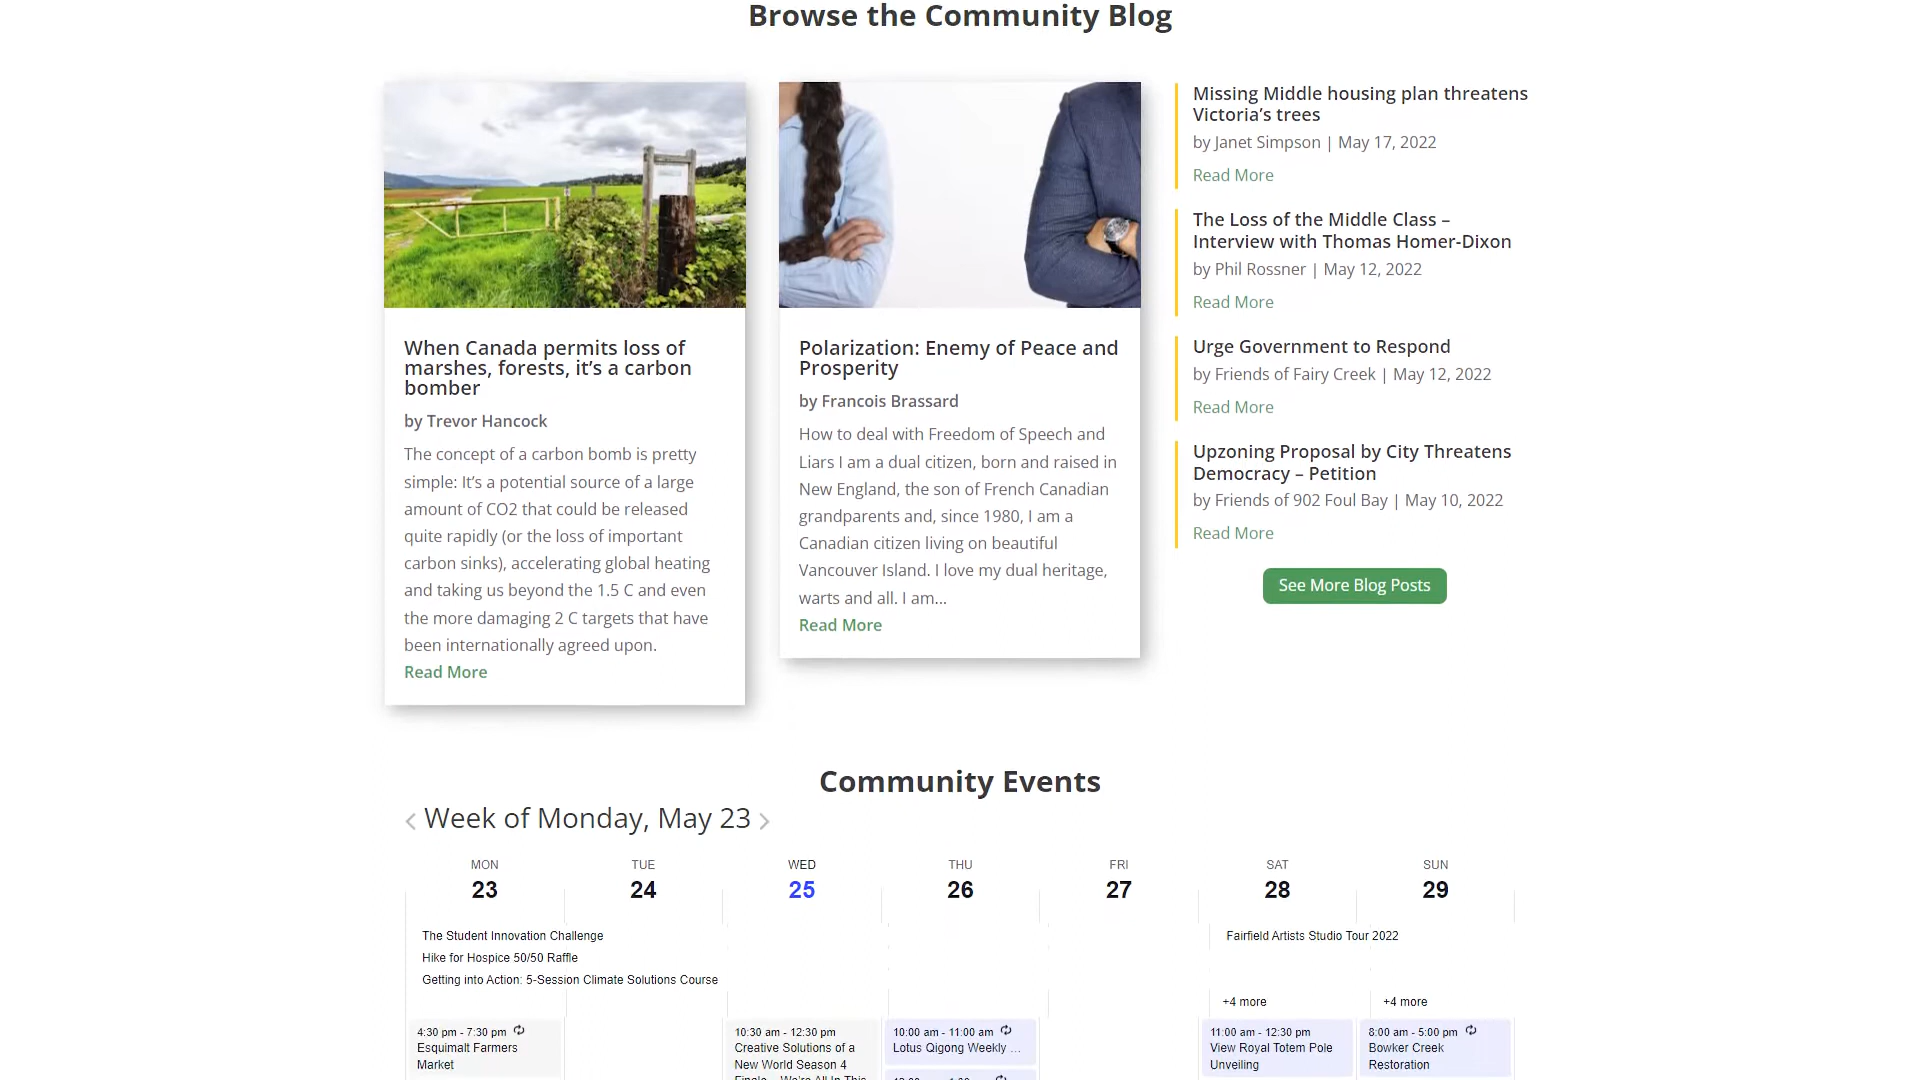 Browse the Community Blog
When Canada permits loss of
marshes, forests, it’s a carbon
bomber
by Trevor Hancock
The concept of a carbon bomb is pretty
simple: It’s a potential source of a large
amount of CO2 that could be released
quite rapidly (or the loss of important
carbon sinks), accelerating global heating
and taking us beyond the 1.5 C and even
the more damaging 2 C targets that have
been internationally agreed upon.
Read More
Polarization: Enemy of Peace and
Prosperity
by Francois Brassard
How to deal with Freedom of Speech and
Liars I am a dual citizen, born and raised in
New England, the son of French Canadian
grandparents and, since 1980, I am a
Canadian citizen living on beautiful
Vancouver Island. I love my dual heritage,
warts and all. I am...
Read More
Missing Middle housing plan threatens
Victoria’s trees
by Janet Simpson | May 17, 2022
Read More
The Loss of the Middle Class –
Interview with Thomas Homer-Dixon
by Phil Rossner | May 12, 2022
Read More
Urge Government to Respond
by Friends of Fairy Creek | May 12, 2022
Read More
Upzoning Proposal by City Threatens
Democracy – Petition
by Friends of 902 Foul Bay | May 10, 2022
Read More
See More Blog Posts
Community Events
Week of Monday, May 23
MON TUE WED THU FRI SAT SUN
23 24 25 26 27 28 29
The Student Innovation Challenge
Hike for Hospice 50/50 Raffle
Getting into Action: 5-Session Climate Solutions Course
Fairfield Artists Studio Tour 2022
+4 more
+4 more
4:30 pm - 7:30 pm
Esquimalt Farmers
Market
10:30 am - 12:30 pm
Creative Solutions of a
New World Season 4
Finale – We're All In This
10:00 am - 11:00 am
Lotus Qigong Weekly ...
11:00 am - 12:30 pm
View Royal Totem Pole
Unveiling
8:00 am - 5:00 pm
Bowker Creek
Restoration